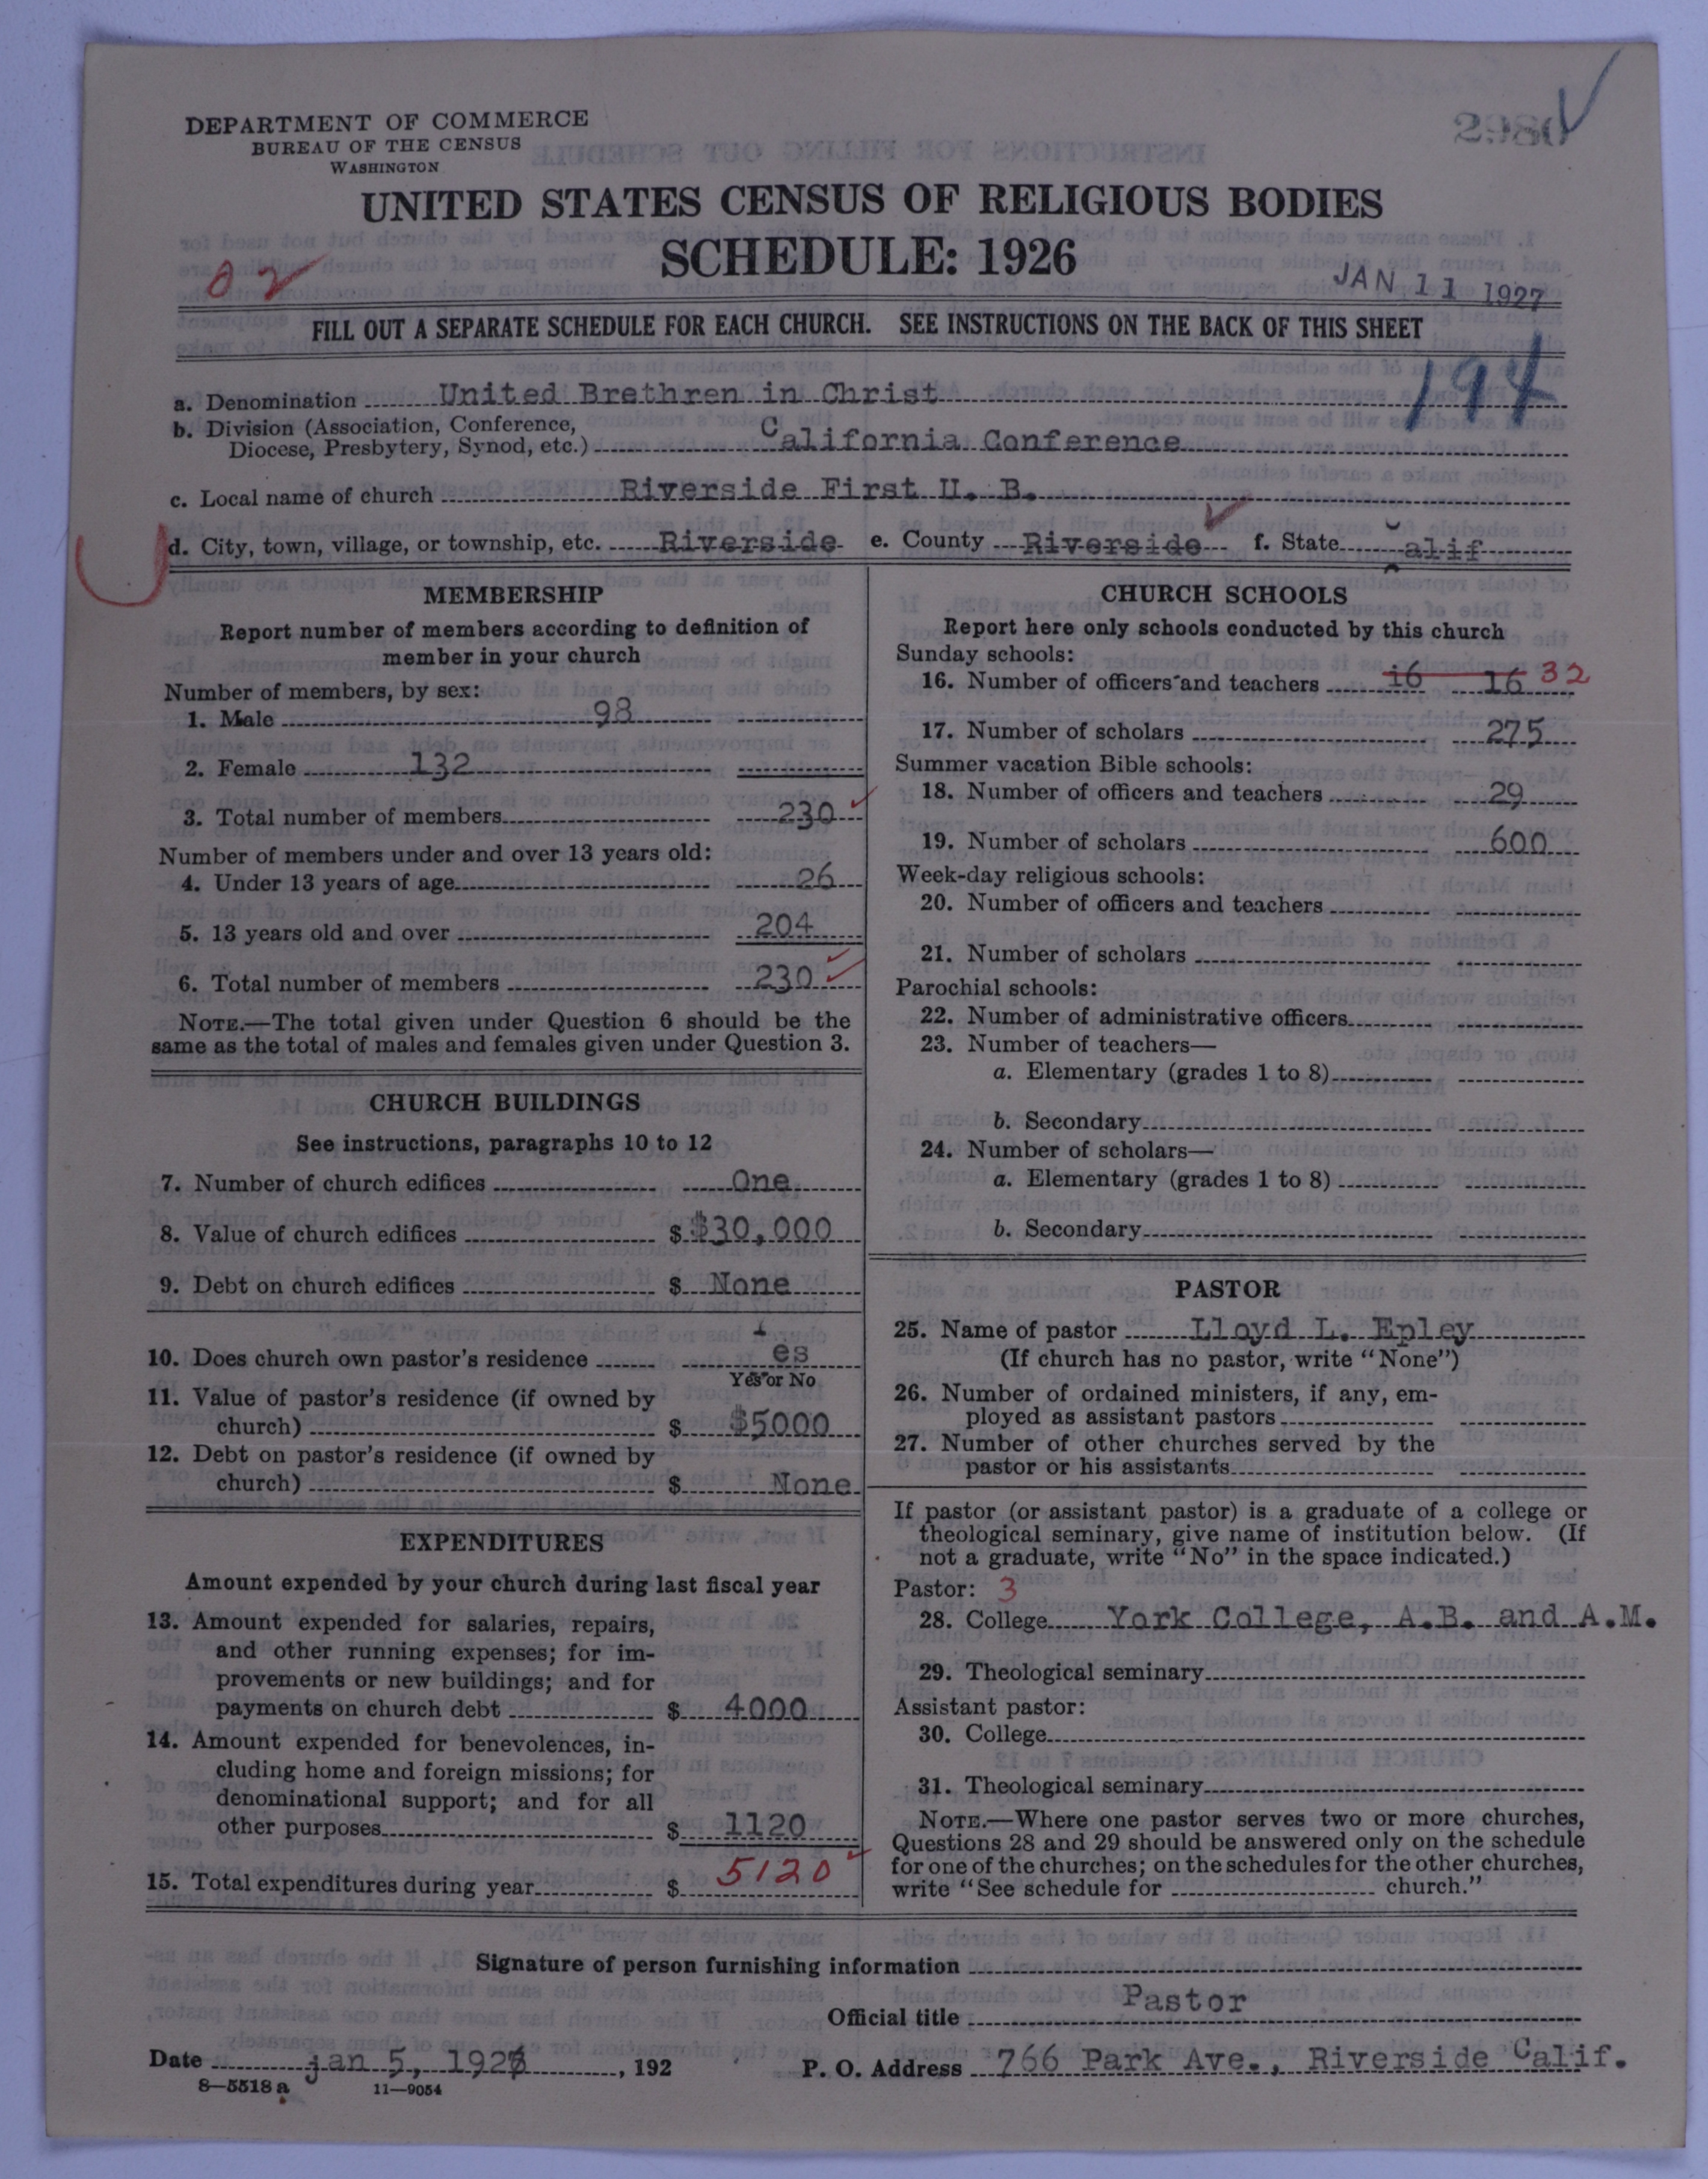 DEPARTMENT OF COMMERCE
BUREAU OF THE CENSUS
WASHINGTON
2980
UNITED STATES CENSUS OF RELIGIOUS BODIES
SCHEDULE: 1926
02
JAN 11 1927
FILL OUT A SEPARATE SCHEDULE FOR EACH CHURCH. SEE INSTRUCTIONS ON THE BACK OF THIS SHEET
194
a. Denomination United Brethren in Christ
b. Division (Association, Conference,
Diocese, Presbytery, Synod, etc.) California Conference
c. Local name of church Riverside First U. B.
d. City, town, village, or township, etc. Riverside e. County Riverside f. State Calif
MEMBERSHIP
Report number of members according to definition of
member in your church
Number of members, by sex:
1. Male 98
2. Female 132
3. Total number of members 230
Number of members under and over 13 years old:
4. Under 13 years of age 26
5. 13 years old and over 204
6. Total number of members 230
NOTE.—The total given under Question 6 should be the
same as the total of males and females given under Question 3.
CHURCH BUILDINGS
See instructions, paragraphs 10 to 12
7. Number of church edifices One
8. Value of church edifices $ $30,000
9. Debt on church edifices $ None
10. Does church own pastor's residence Yes
Yes or No
11. Value of pastor's residence (if owned by
church) $ $5000
12. Debt on pastor's residence (if owned by
church) $ None
EXPENDITURES
Amount expended by your church during last fiscal year
13. Amount expended for salaries, repairs,
and other running expenses; for im-
provements or new buildings; and for
payments on church debt $ 4000
14. Amount expended for benevolences, in-
cluding home and foreign missions; for
denominational support; and for all
other purposes $ 1120
15. Total expenditures during year $ 5120
CHURCH SCHOOLS
Report here only schools conducted by this church
Sunday schools:
16. Number of officers and teachers 16 16 32
17. Number of scholars 275
Summer vacation Bible schools:
18. Number of officers and teachers 29
19. Number of scholars 600
Week-day religious schools:
20. Number of officers and teachers
21. Number of scholars
Parochial schools:
22. Number of administrative officers
23. Number of teachers—
a. Elementary (grades 1 to 8)
b. Secondary
24. Number of scholars—
a. Elementary (grades 1 to 8)
b. Secondary
PASTOR
25. Name of pastor Lloyd L. Epley
(If church has no pastor, write "None")
26. Number of ordained ministers, if any, em-
ployed as assistant pastors
27. Number of other churches served by the
pastor or his assistants
If pastor (or assistant pastor) is a graduate of a college or
theological seminary, give name of institution below. (If
not a graduate, write "No" in the space indicated.)
Pastor: 3
28. College York College, A.B. and A.M.
29. Theological seminary
Assistant pastor:
30. College
31. Theological seminary
NOTE.—Where one pastor serves two or more churches,
Questions 28 and 29 should be answered only on the schedule
for one of the churches; on the schedules for the other churches,
write "See schedule for church."
Signature of person furnishing information
Official title Pastor
Date jan 5, 1927, 192
P. O. Address 766 Park Ave., Riverside Calif.
8—5518 a 11—9054